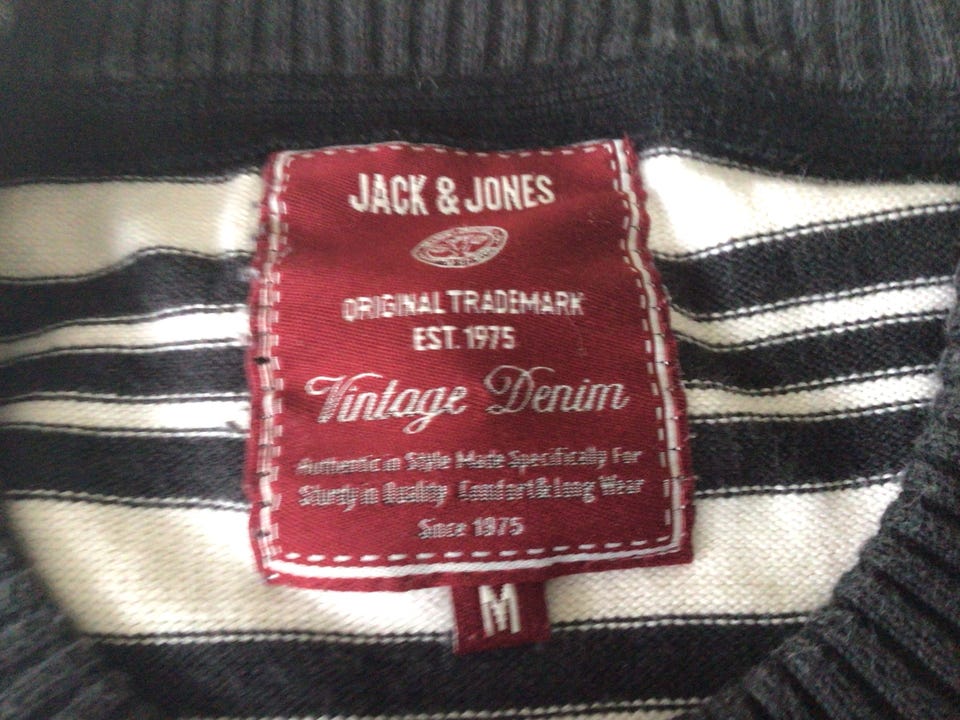 JACK & JONES
ORIGINAL TRADEMARK
EST. 1975
Vintage Denim
Authentic in Style Made Specifically For
Sturdy in Quality Comfort & Long Wear
Since 1975
M